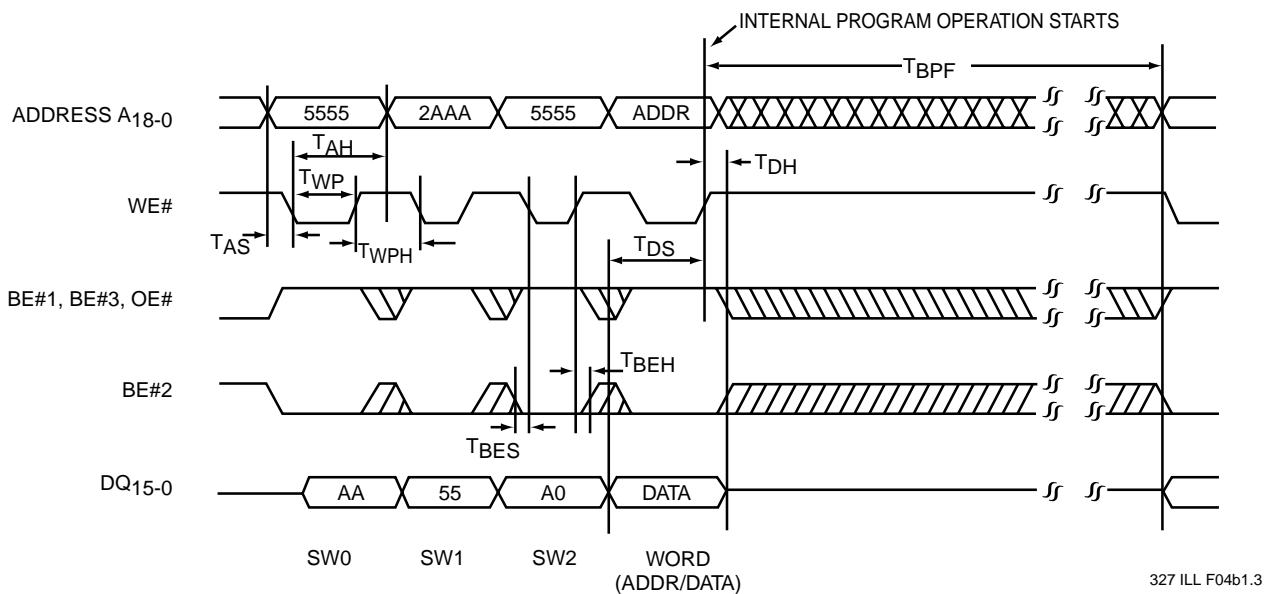 INTERNAL PROGRAM OPERATION STARTS
TBPF
ADDRESS A18-0
5555
2AAA
5555
ADDR
TAH
TDH
TWP
WE#
TAS
TWPH
TDS
BE#1, BE#3, OE#
TBEH
BE#2
TBES
DQ15-0
AA
55
A0
DATA
SW0
SW1
SW2
WORD
(ADDR/DATA)
327 ILL F04b1.3